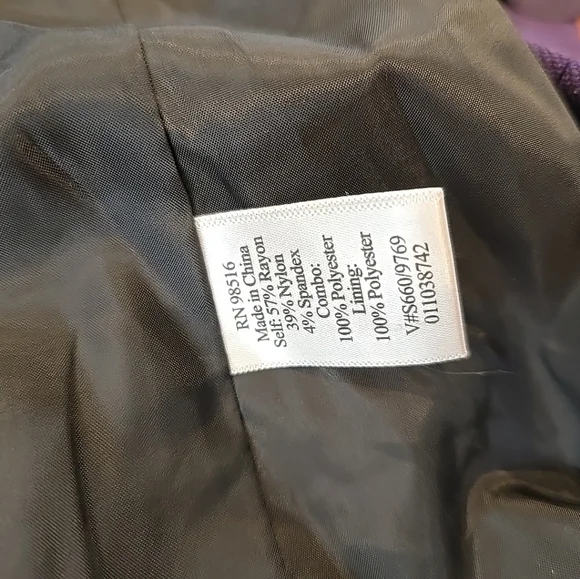 RN 98516
Made in China
Self: 57% Rayon
39% Nylon
4% Spandex
Combo:
100% Polyester
Lining:
100% Polyester
V#S660/9769
011038742